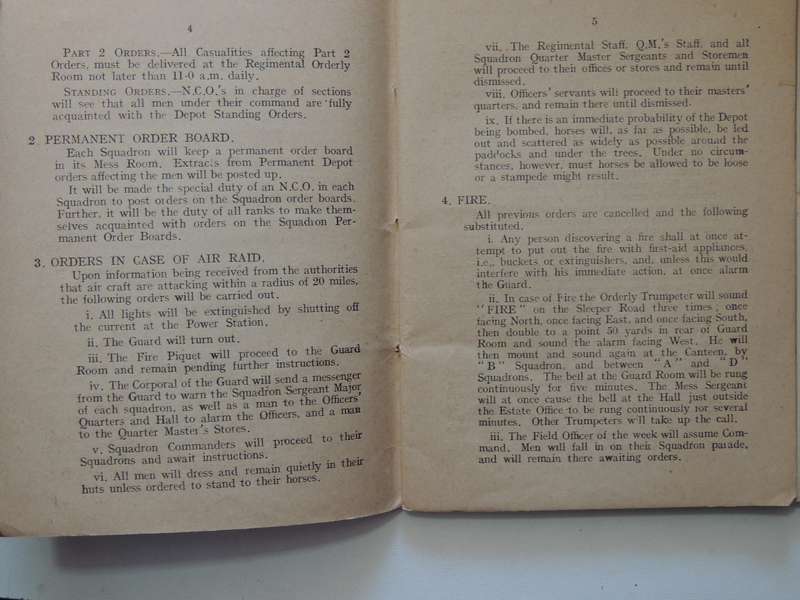 4
PART 2 ORDERS.—All Casualities affecting Part 2
Orders, must be delivered at the Regimental Orderly
Room not later than 11-0 a.m. daily.
STANDING ORDERS.—N.C.O.'s in charge of sections
will see that all men under their command are fully
acquainted with the Depot Standing Orders.
2 PERMANENT ORDER BOARD.
Each Squadron will keep a permanent order board
in its Mess Room. Extracts from Permanent Depot
orders affecting the men will be posted up.
It will be made the special duty of an N.C.O. in each
Squadron to post orders on the Squadron order boards.
Further, it will be the duty of all ranks to make them-
selves acquainted with orders on the Squadron Per-
manent Order Boards.
3. ORDERS IN CASE OF AIR RAID.
Upon information being received from the authorities
that air craft are attacking within a radius of 20 miles,
the following orders will be carried out.
i. All lights will be extinguished by shutting off
the current at the Power Station.
ii. The Guard will turn out.
iii. The Fire Piquet will proceed to the Guard
Room and remain pending further instructions.
iv. The Corporal of the Guard will send a messenger
from the Guard to warn the Squadron Sergeant Major
of each squadron, as well as a man to the Officers'
Quarters and Hall to alarm the Officers, and a man
to the Quarter Master's Stores.
v. Squadron Commanders will proceed to their
Squadrons and await instructions.
vi. All men will dress and remain quietly in their
huts unless ordered to stand to their horses.
5
vii. The Regimental Staff, Q.M.'s Staff, and all
Squadron Quarter Master Sergeants and Storemen
will proceed to their offices or stores and remain until
dismissed.
viii. Officers' servants will proceed to their masters'
quarters, and remain there until dismissed.
ix. If there is an immediate probability of the Depot
being bombed, horses will, as far as possible, be led
out and scattered as widely as possible around the
paddocks and under the trees. Under no circum-
stances, however, must horses be allowed to be loose
or a stampede might result.
4. FIRE.
All previous orders are cancelled and the following
substituted.
i. Any person discovering a fire shall at once at-
tempt to put out the fire with first-aid appliances,
i.e., buckets or extinguishers, and, unless this would
interfere with his immediate action, at once alarm
the Guard.
ii. In case of Fire the Orderly Trumpeter will sound
"FIRE" on the Sleeper Road three times; once
facing North, once facing East, and once facing South,
then double to a point 50 yards in rear of Guard
Room and sound the alarm facing West. He will
then mount and sound again at the Canteen, by
"B" Squadron, and between "A" and "D"
Squadrons. The bell at the Guard Room will be rung
continuously for five minutes. The Mess Sergeant
will at once cause the bell at the Hall just outside
the Estate Office to be rung continuously for several
minutes. Other Trumpeters will take up the call.
iii. The Field Officer of the week will assume Com-
mand. Men will fall in on their Squadron parade,
and will remain there awaiting orders.